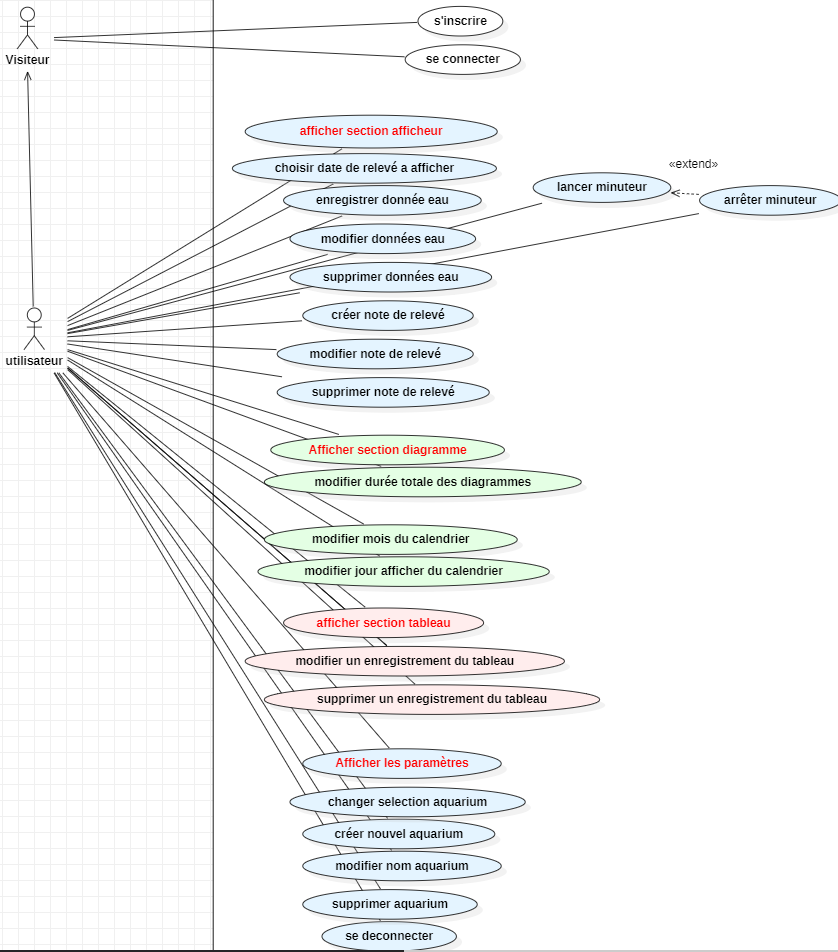 s'inscrire
Visiteur
se connecter
afficher section afficheur
choisir date de relevé a afficher
«extend»
lancer minuteur
arrêter minuteur
enregistrer donnée eau
modifier données eau
supprimer données eau
créer note de relevé
utilisateur
modifier note de relevé
supprimer note de relevé
Afficher section diagramme
modifier durée totale des diagrammes
modifier mois du calendrier
modifier jour afficher du calendrier
afficher section tableau
modifier un enregistrement du tableau
supprimer un enregistrement du tableau
Afficher les paramètres
changer selection aquarium
créer nouvel aquarium
modifier nom aquarium
supprimer aquarium
se deconnecter